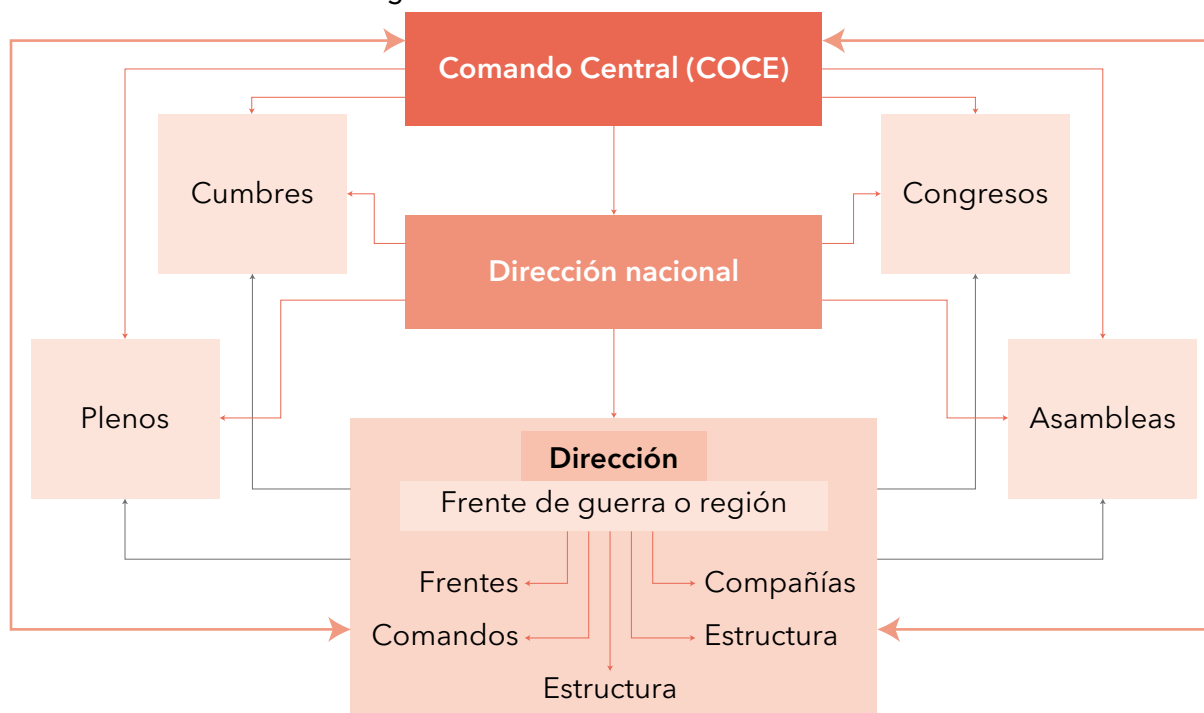 Comando Central (COCE)
Cumbres
Congresos
Dirección nacional
Plenos
Asambleas
Dirección
Frente de guerra o región
Frentes
Compañías
Comandos
Estructura
Estructura